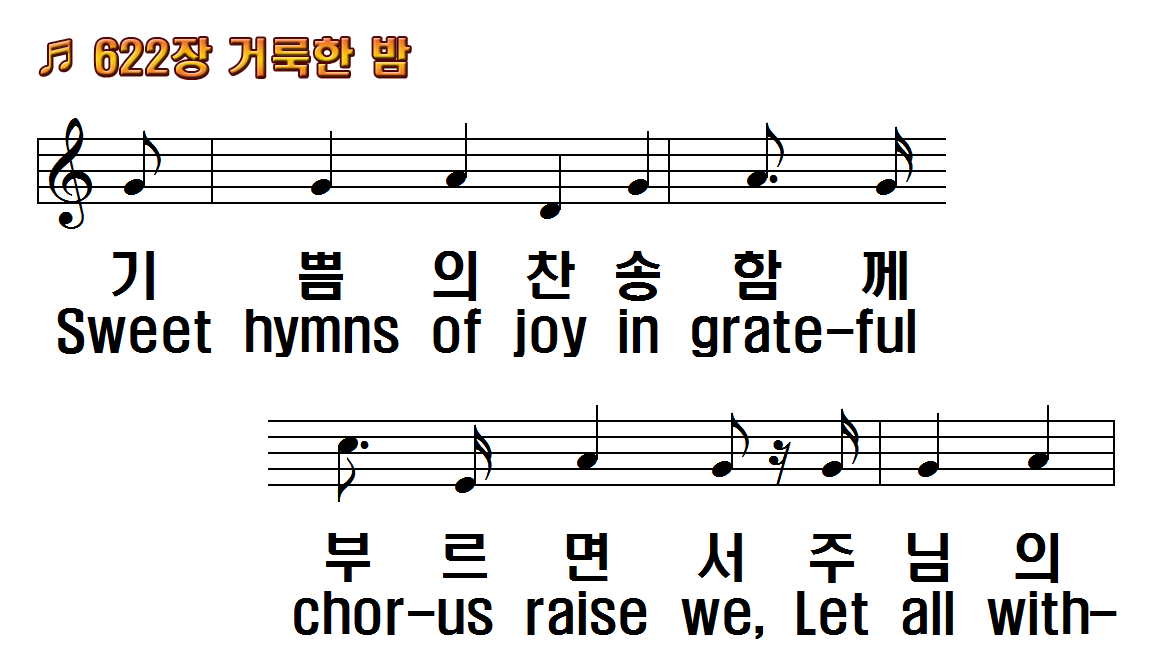 ♬ 622장 거룩한 밤
기 쁨 의 찬 송 함 께
Sweet hymns of joy in grate-ful
부 르 면 서 주 님 의
chor-us raise we, Let all with-